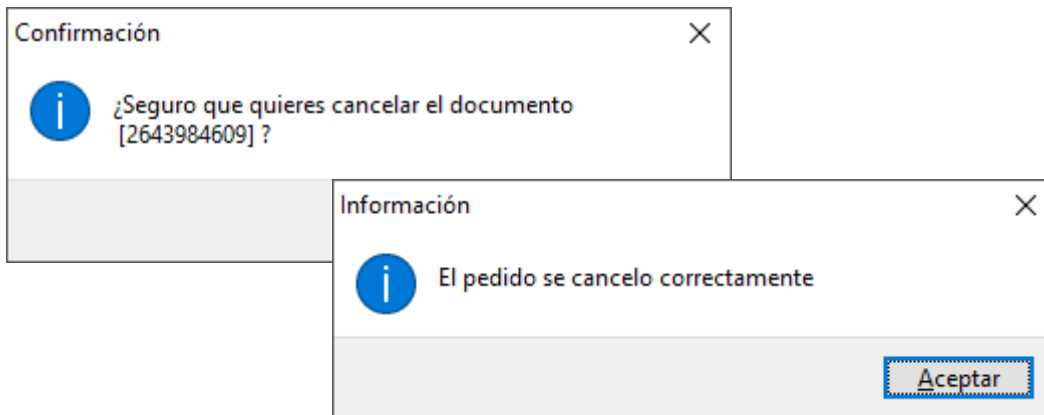 Confirmación
¿Seguro que quieres cancelar el documento
[2643984609] ?
Información
El pedido se cancelo correctamente
Aceptar